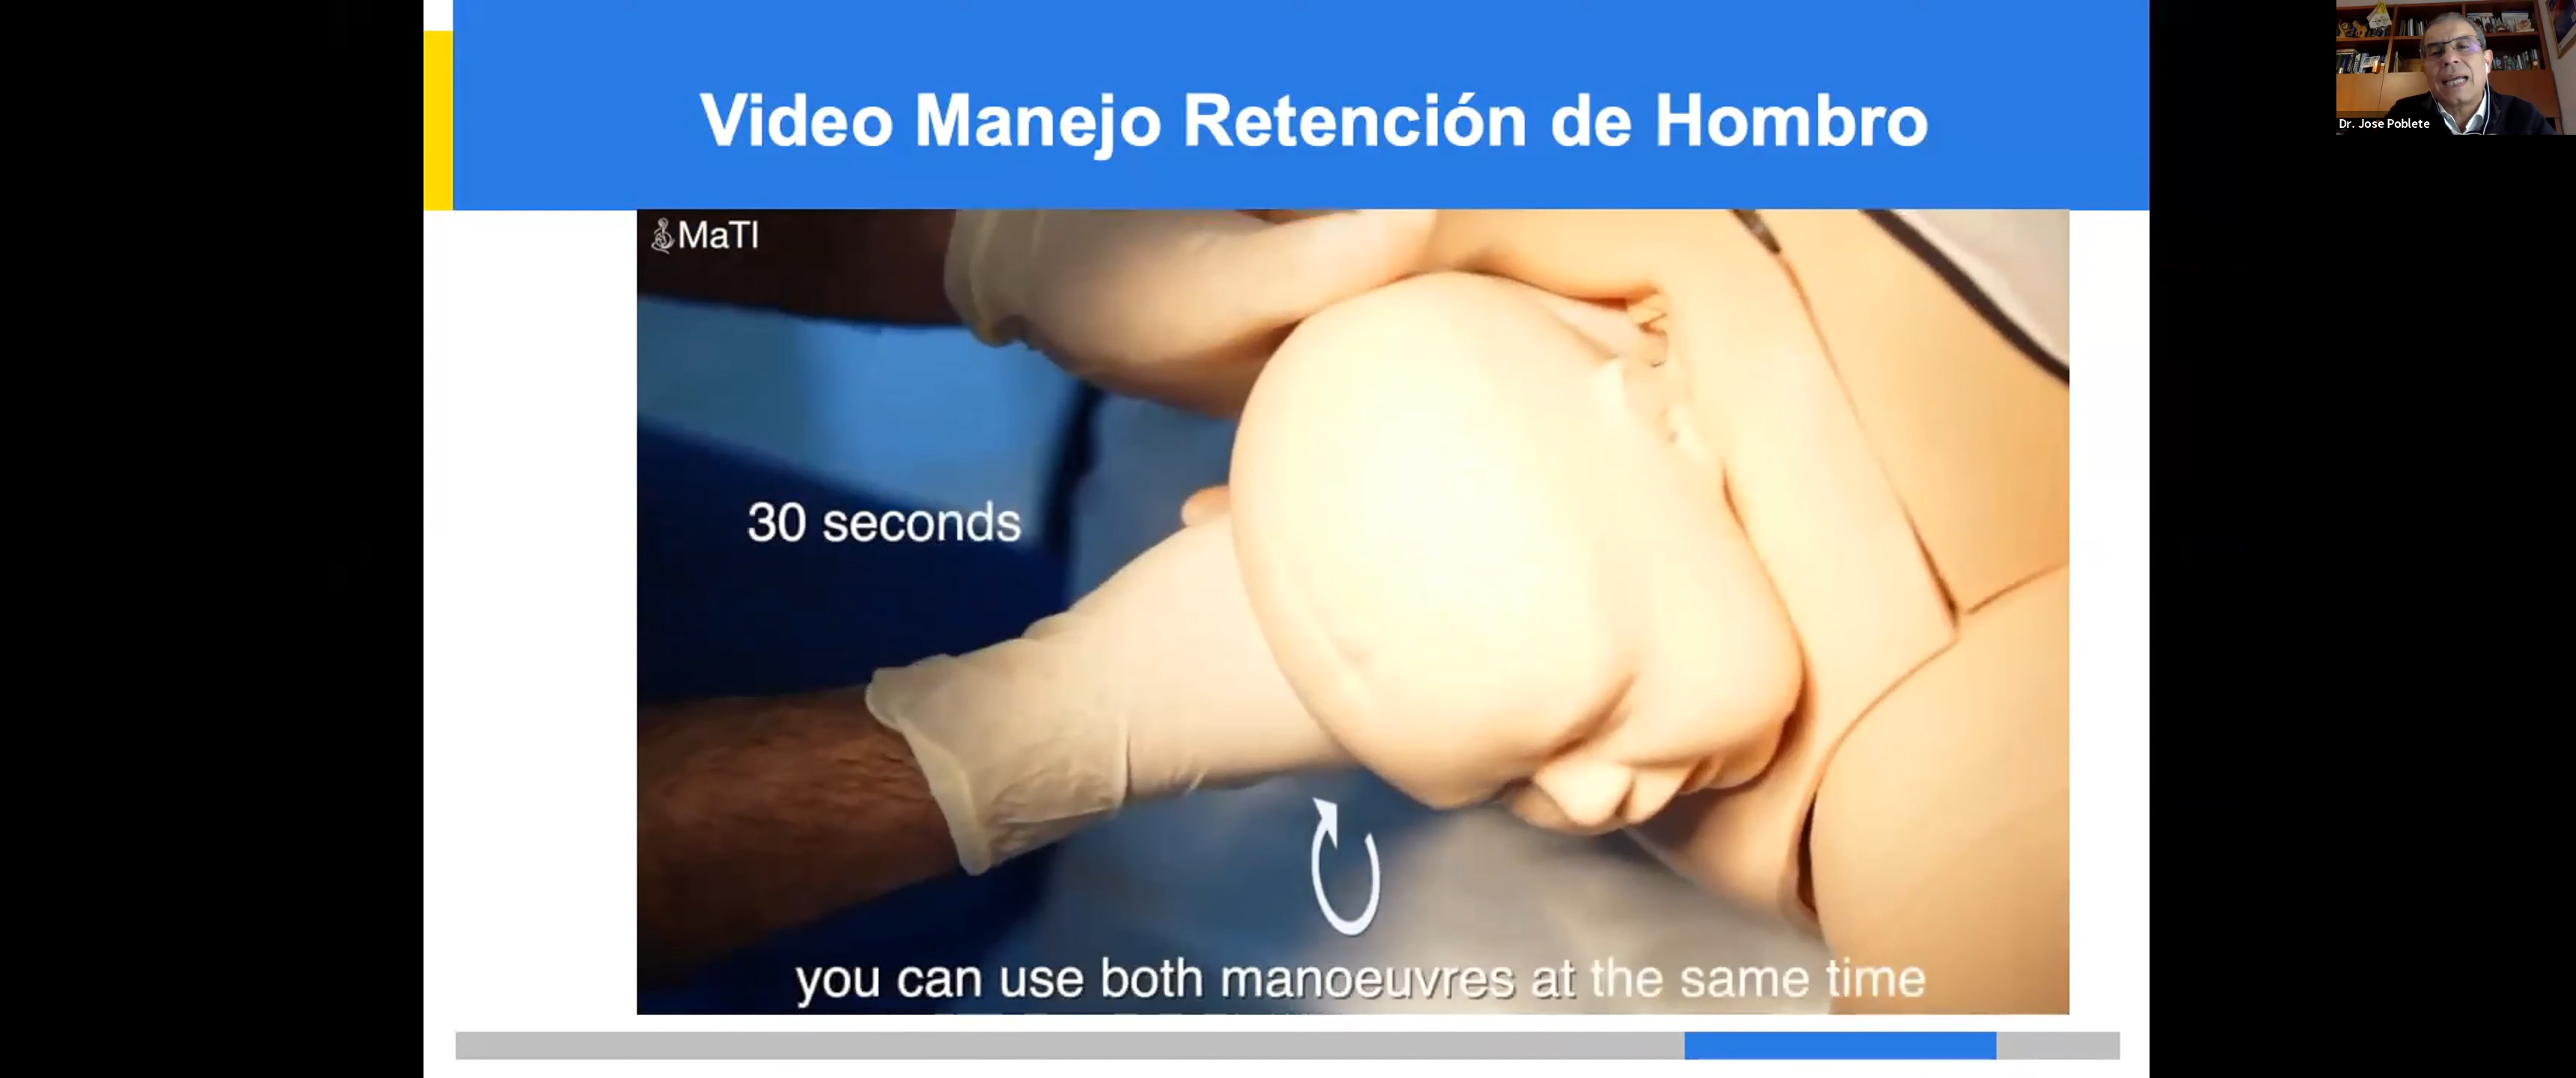 Video Manejo Retención de Hombro
Dr. Jose Poblete
MaTI
30 seconds
you can use both manoeuvres at the same time